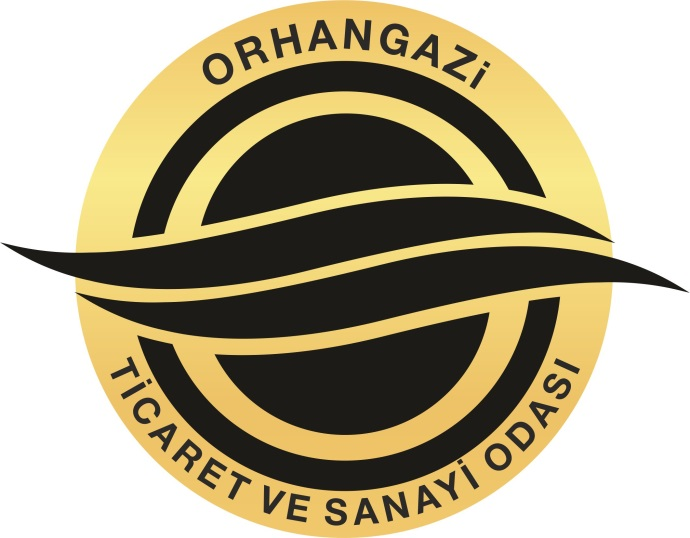 ORHANGAZİ
TİCARET VE SANAYİ ODASI